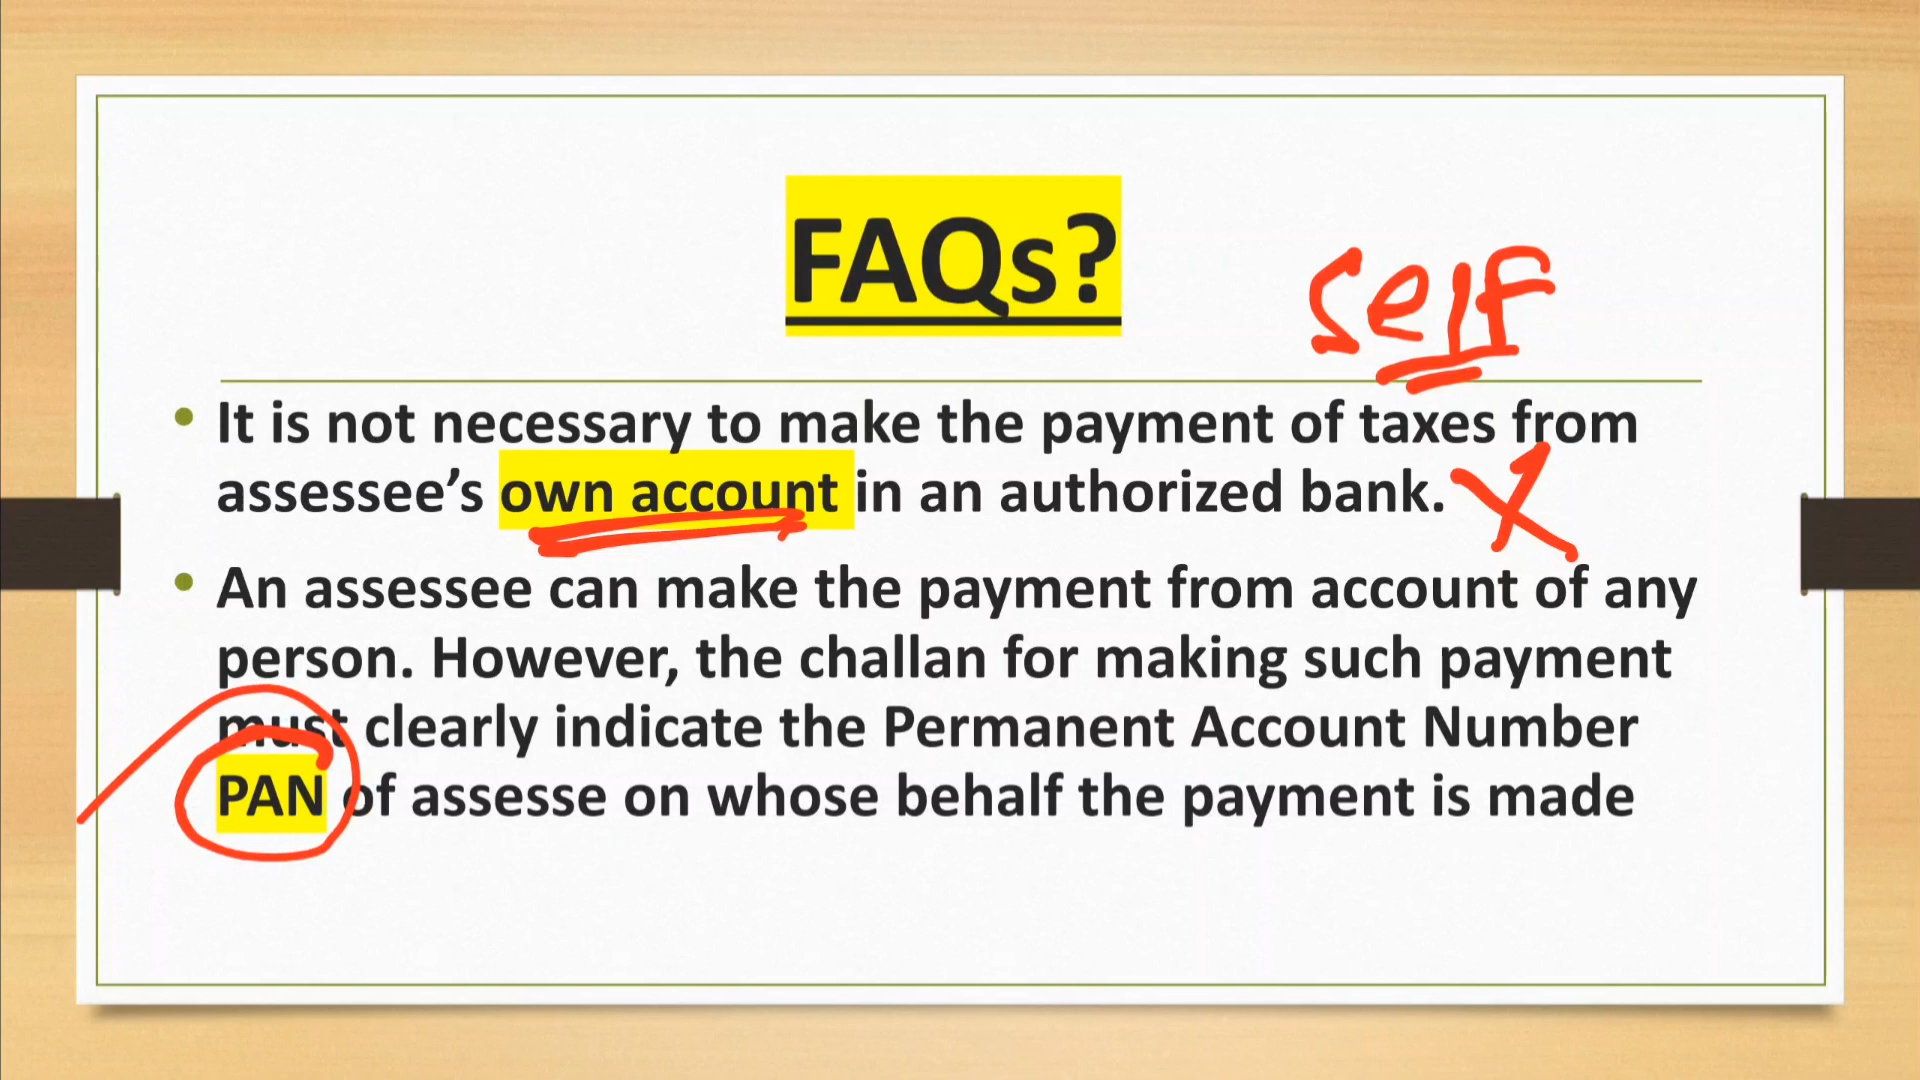 FAQs?
self
• It is not necessary to make the payment of taxes from
assessee’s own account in an authorized bank.
• An assessee can make the payment from account of any
person. However, the challan for making such payment
must clearly indicate the Permanent Account Number
PAN of assesse on whose behalf the payment is made